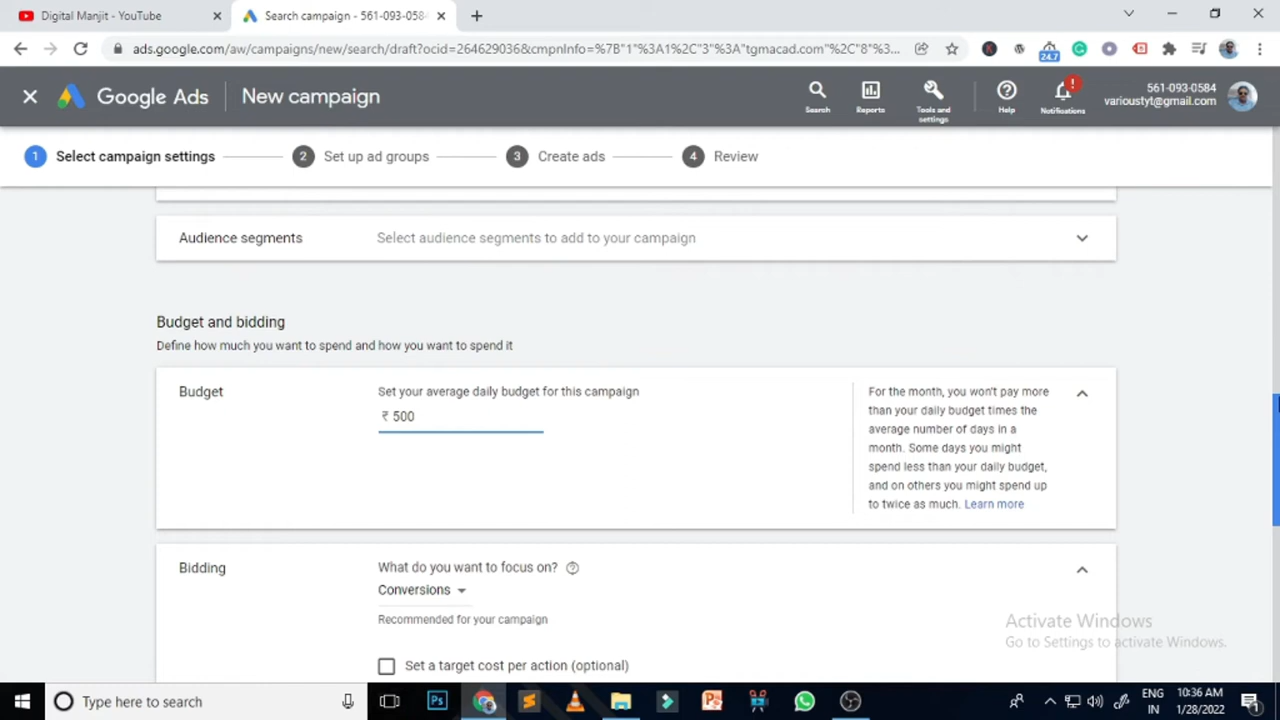 Digital Manjit - YouTube
Search campaign - 561-093-0584
ads.google.com/aw/campaigns/new/search/draft?ocid=264629036&cmpnInfo=%7B"1"%3A1%2C"3"%3A"tgmacad.com"%2C"8"%3...
24.7
Google Ads
New campaign
Search
Reports
Tools and settings
Help
!
Notifications
561-093-0584
varioustyt@gmail.com
1 Select campaign settings
2 Set up ad groups
3 Create ads
4 Review
Audience segments
Select audience segments to add to your campaign
Budget and bidding
Define how much you want to spend and how you want to spend it
Budget
Set your average daily budget for this campaign
₹ 500
For the month, you won't pay more
than your daily budget times the
average number of days in a
month. Some days you might
spend less than your daily budget,
and on others you might spend up
to twice as much. Learn more
Bidding
What do you want to focus on?
Conversions
Recommended for your campaign
Set a target cost per action (optional)
Activate Windows
Go to Settings to activate Windows.
Type here to search
Ps
ENG
IN
10:36 AM
1/28/2022
1